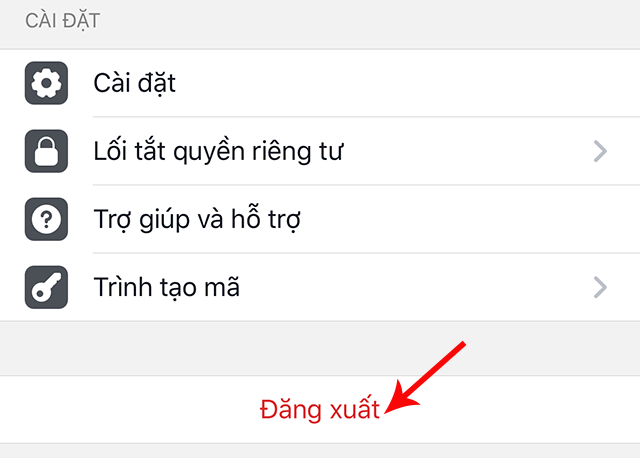 CÀI ĐẶT
Cài đặt
Lối tắt quyền riêng tư
Trợ giúp và hỗ trợ
Trình tạo mã
Đăng xuất